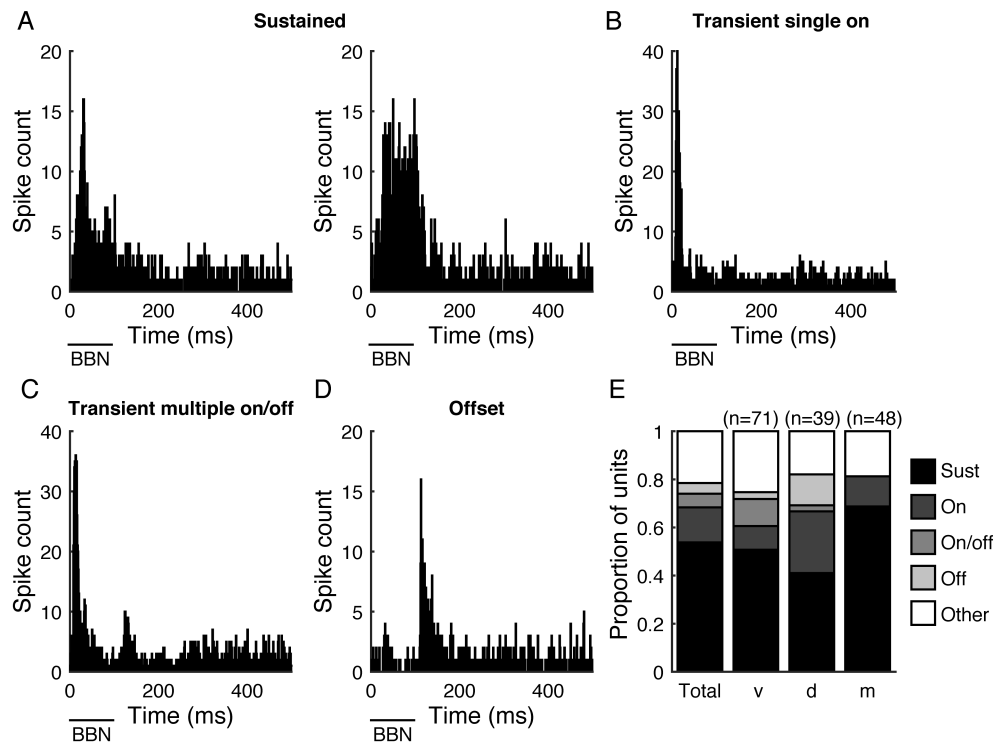 A
Sustained
B
Transient single on
20
15
10
5
0
Spike count
0
200
400
Time (ms)
BBN
20
15
10
5
0
Spike count
0
200
400
Time (ms)
BBN
40
30
20
10
0
Spike count
0
200
400
Time (ms)
BBN
C
Transient multiple on/off
D
Offset
E
40
30
20
10
0
Spike count
0
200
400
Time (ms)
BBN
20
15
10
5
0
Spike count
0
200
400
Time (ms)
BBN
(n=71) (n=39) (n=48)
1
0.8
0.6
0.4
0.2
0
Proportion of units
Total
v
d
m
Sust
On
On/off
Off
Other